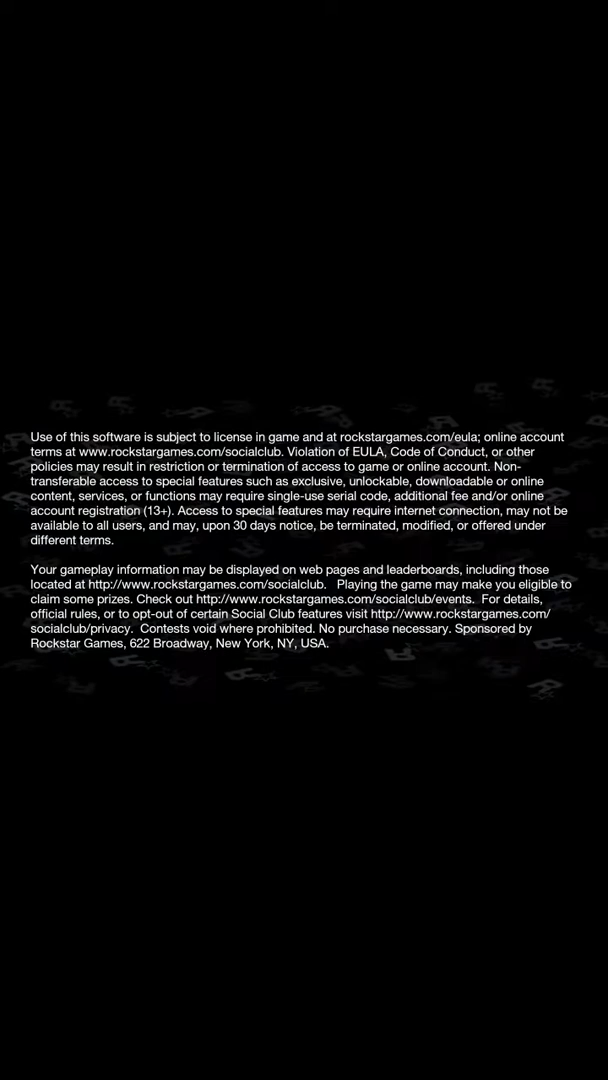 Use of this software is subject to license in game and at rockstargames.com/eula; online account
terms at www.rockstargames.com/socialclub. Violation of EULA, Code of Conduct, or other
policies may result in restriction or termination of access to game or online account. Non-
transferable access to special features such as exclusive, unlockable, downloadable or online
content, services, or functions may require single-use serial code, additional fee and/or online
account registration (13+). Access to special features may require internet connection, may not be
available to all users, and may, upon 30 days notice, be terminated, modified, or offered under
different terms.
Your gameplay information may be displayed on web pages and leaderboards, including those
located at http://www.rockstargames.com/socialclub.   Playing the game may make you eligible to
claim some prizes. Check out http://www.rockstargames.com/socialclub/events.  For details,
official rules, or to opt-out of certain Social Club features visit http://www.rockstargames.com/
socialclub/privacy.  Contests void where prohibited. No purchase necessary. Sponsored by
Rockstar Games, 622 Broadway, New York, NY, USA.